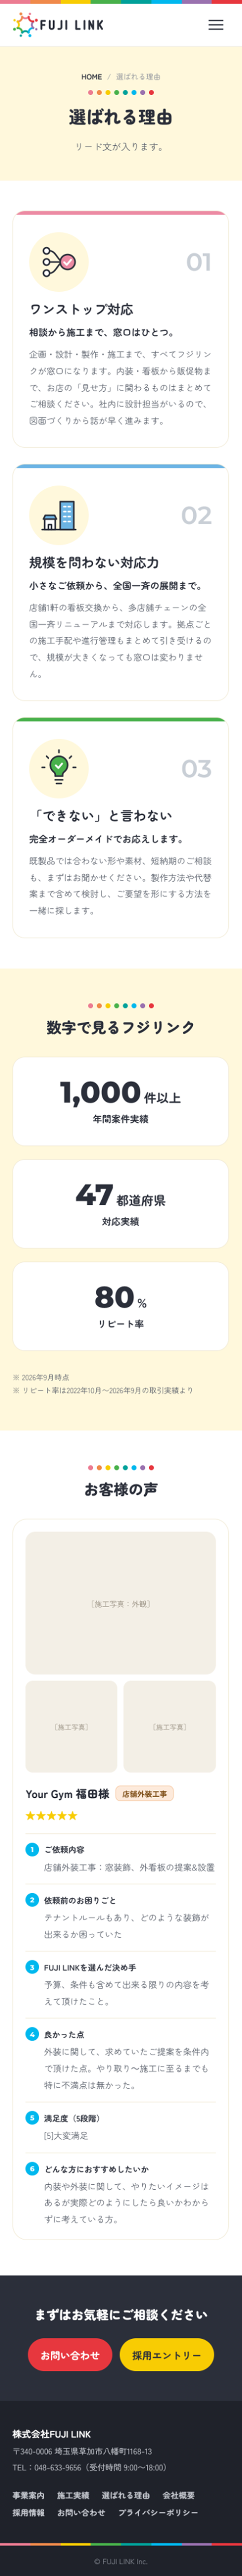 FUJI LINK
HOME / 選ばれる理由
選ばれる理由
リード文が入ります。
01
ワンストップ対応
相談から施工まで、窓口はひとつ。
企画・設計・製作・施工まで、すべてフジリン
クが窓口になります。内装・看板から販促物ま
で、お店の「見せ方」に関わるものはまとめて
ご相談ください。社内に設計担当がいるので、
図面づくりから話が早く進みます。
02
規模を問わない対応力
小さなご依頼から、全国一斉の展開まで。
店舗1軒の看板交換から、多店舗チェーンの全
国一斉リニューアルまで対応します。拠点ごと
の施工手配や進行管理もまとめて引き受けるの
で、規模が大きくなっても窓口は変わりませ
ん。
03
「できない」と言わない
完全オーダーメイドでお応えします。
既製品では合わない形や素材、短納期のご相談
も、まずはお聞かせください。製作方法や代替
案まで含めて検討し、ご要望を形にする方法を
一緒に探します。
数字で見るフジリンク
1,000 件以上
年間案件実績
47 都道府県
対応実績
80 %
リピート率
※ 2026年9月時点
※ リピート率は2022年10月〜2026年9月の取引実績より
お客様の声
［施工写真：外観］
［施工写真］
［施工写真］
Your Gym 福田様 店舗外装工事
★★★★★
1 ご依頼内容
店舗外装工事：窓装飾、外看板の提案&設置
2 依頼前のお困りごと
テナントルールもあり、どのような装飾が
出来るか困っていた
3 FUJI LINKを選んだ決め手
予算、条件も含めて出来る限りの内容を考
えて頂けたこと。
4 良かった点
外装に関して、求めていたご提案を条件内
で頂けた点。やり取り〜施工に至るまでも
特に不満点は無かった。
5 満足度（5段階）
[5]大変満足
6 どんな方におすすめしたいか
内装や外装に関して、やりたいイメージは
あるが実際どのようにしたら良いかわから
ずに考えている方。
まずはお気軽にご相談ください
お問い合わせ
採用エントリー
株式会社FUJI LINK
〒340-0006 埼玉県草加市八幡町1168-13
TEL：048-633-9656（受付時間 9:00〜18:00）
事業案内 施工実績 選ばれる理由 会社概要
採用情報 お問い合わせ プライバシーポリシー
© FUJI LINK Inc.